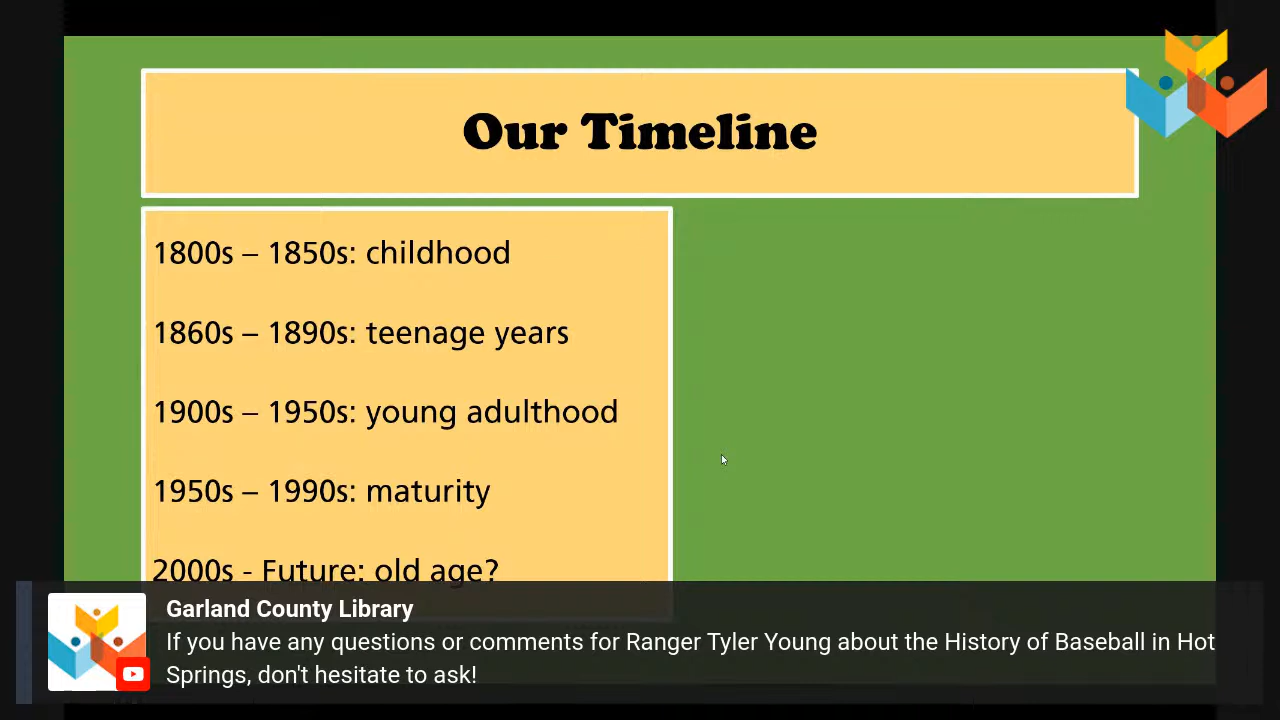 Our Timeline
1800s – 1850s: childhood
1860s – 1890s: teenage years
1900s – 1950s: young adulthood
1950s – 1990s: maturity
2000s - Future: old age?
Garland County Library
If you have any questions or comments for Ranger Tyler Young about the History of Baseball in Hot
Springs, don't hesitate to ask!